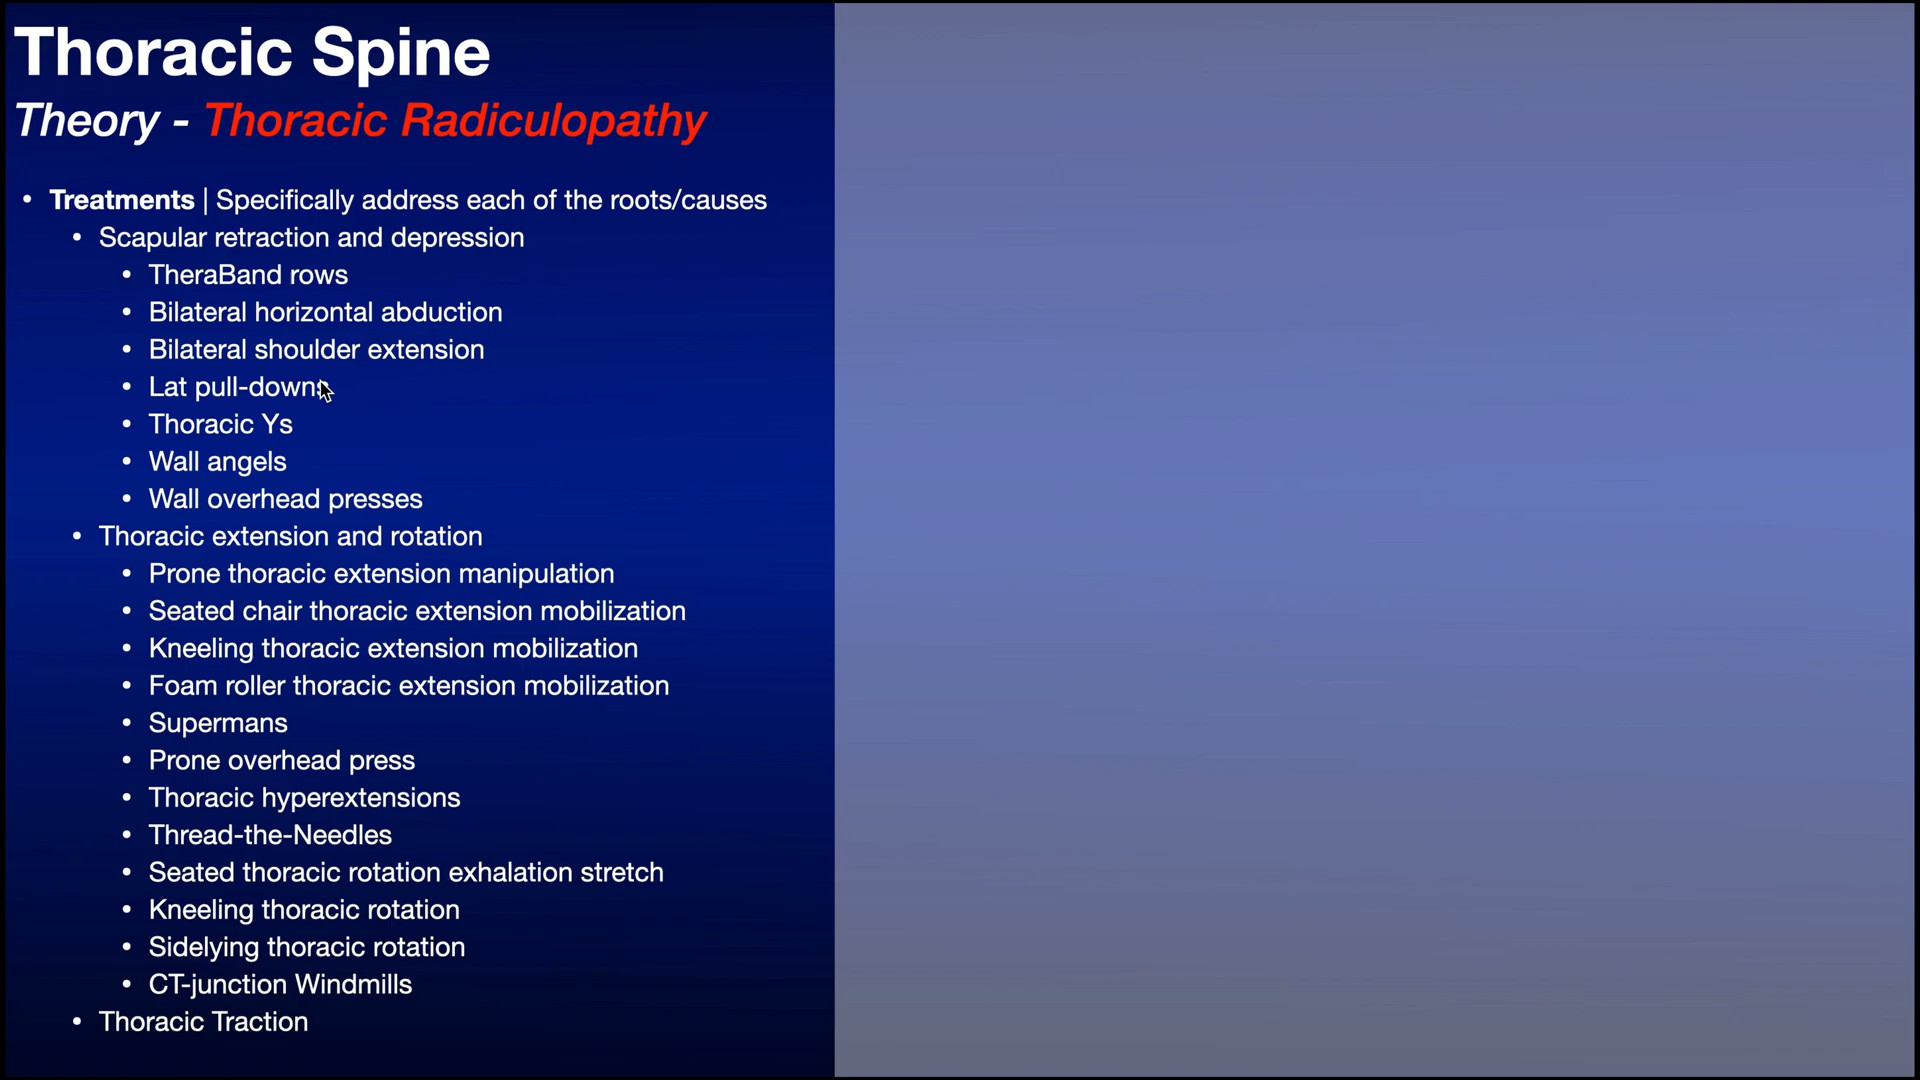 Thoracic Spine
Theory - Thoracic Radiculopathy
• Treatments | Specifically address each of the roots/causes
• Scapular retraction and depression
• TheraBand rows
• Bilateral horizontal abduction
• Bilateral shoulder extension
• Lat pull-downs
• Thoracic Ys
• Wall angels
• Wall overhead presses
• Thoracic extension and rotation
• Prone thoracic extension manipulation
• Seated chair thoracic extension mobilization
• Kneeling thoracic extension mobilization
• Foam roller thoracic extension mobilization
• Supermans
• Prone overhead press
• Thoracic hyperextensions
• Thread-the-Needles
• Seated thoracic rotation exhalation stretch
• Kneeling thoracic rotation
• Sidelying thoracic rotation
• CT-junction Windmills
• Thoracic Traction